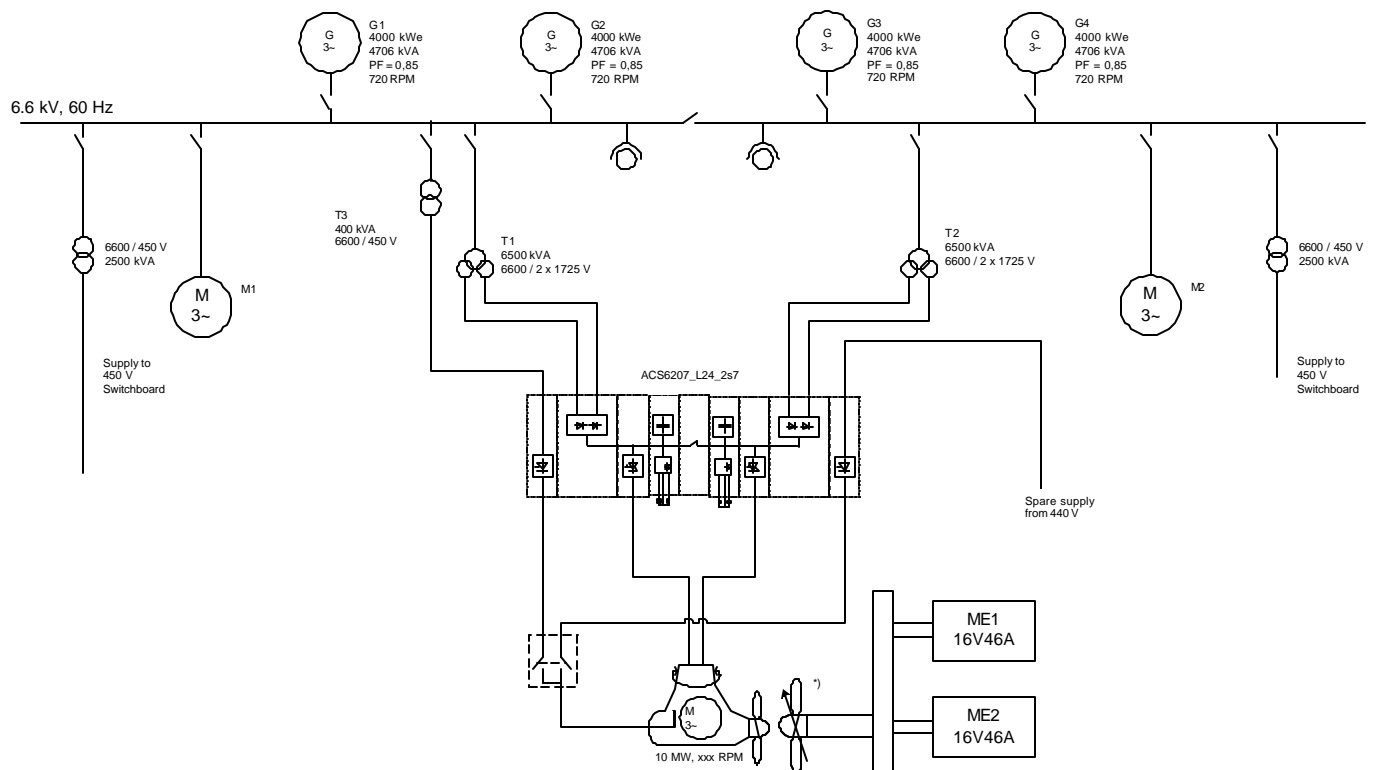 G
3~
G1
4000 kWe
4706 kVA
PF = 0,85
720 RPM
G
3~
G2
4000 kWe
4706 kVA
PF = 0,85
720 RPM
G
3~
G3
4000 kWe
4706 kVA
PF = 0,85
720 RPM
G
3~
G4
4000 kWe
4706 kVA
PF = 0,85
720 RPM
6.6 kV, 60 Hz
6600 / 450 V
2500 kVA
M
3~
M1
T3
400 kVA
6600 / 450 V
T1
6500 kVA
6600 / 2 x 1725 V
T2
6500 kVA
6600 / 2 x 1725 V
M
3~
M2
6600 / 450 V
2500 kVA
Supply to
450 V
Switchboard
ACS6207_L24_2s7
Supply to
450 V
Switchboard
Spare supply
from 440 V
ME1
16V46A
*)
M
3~
10 MW, xxx RPM
ME2
16V46A